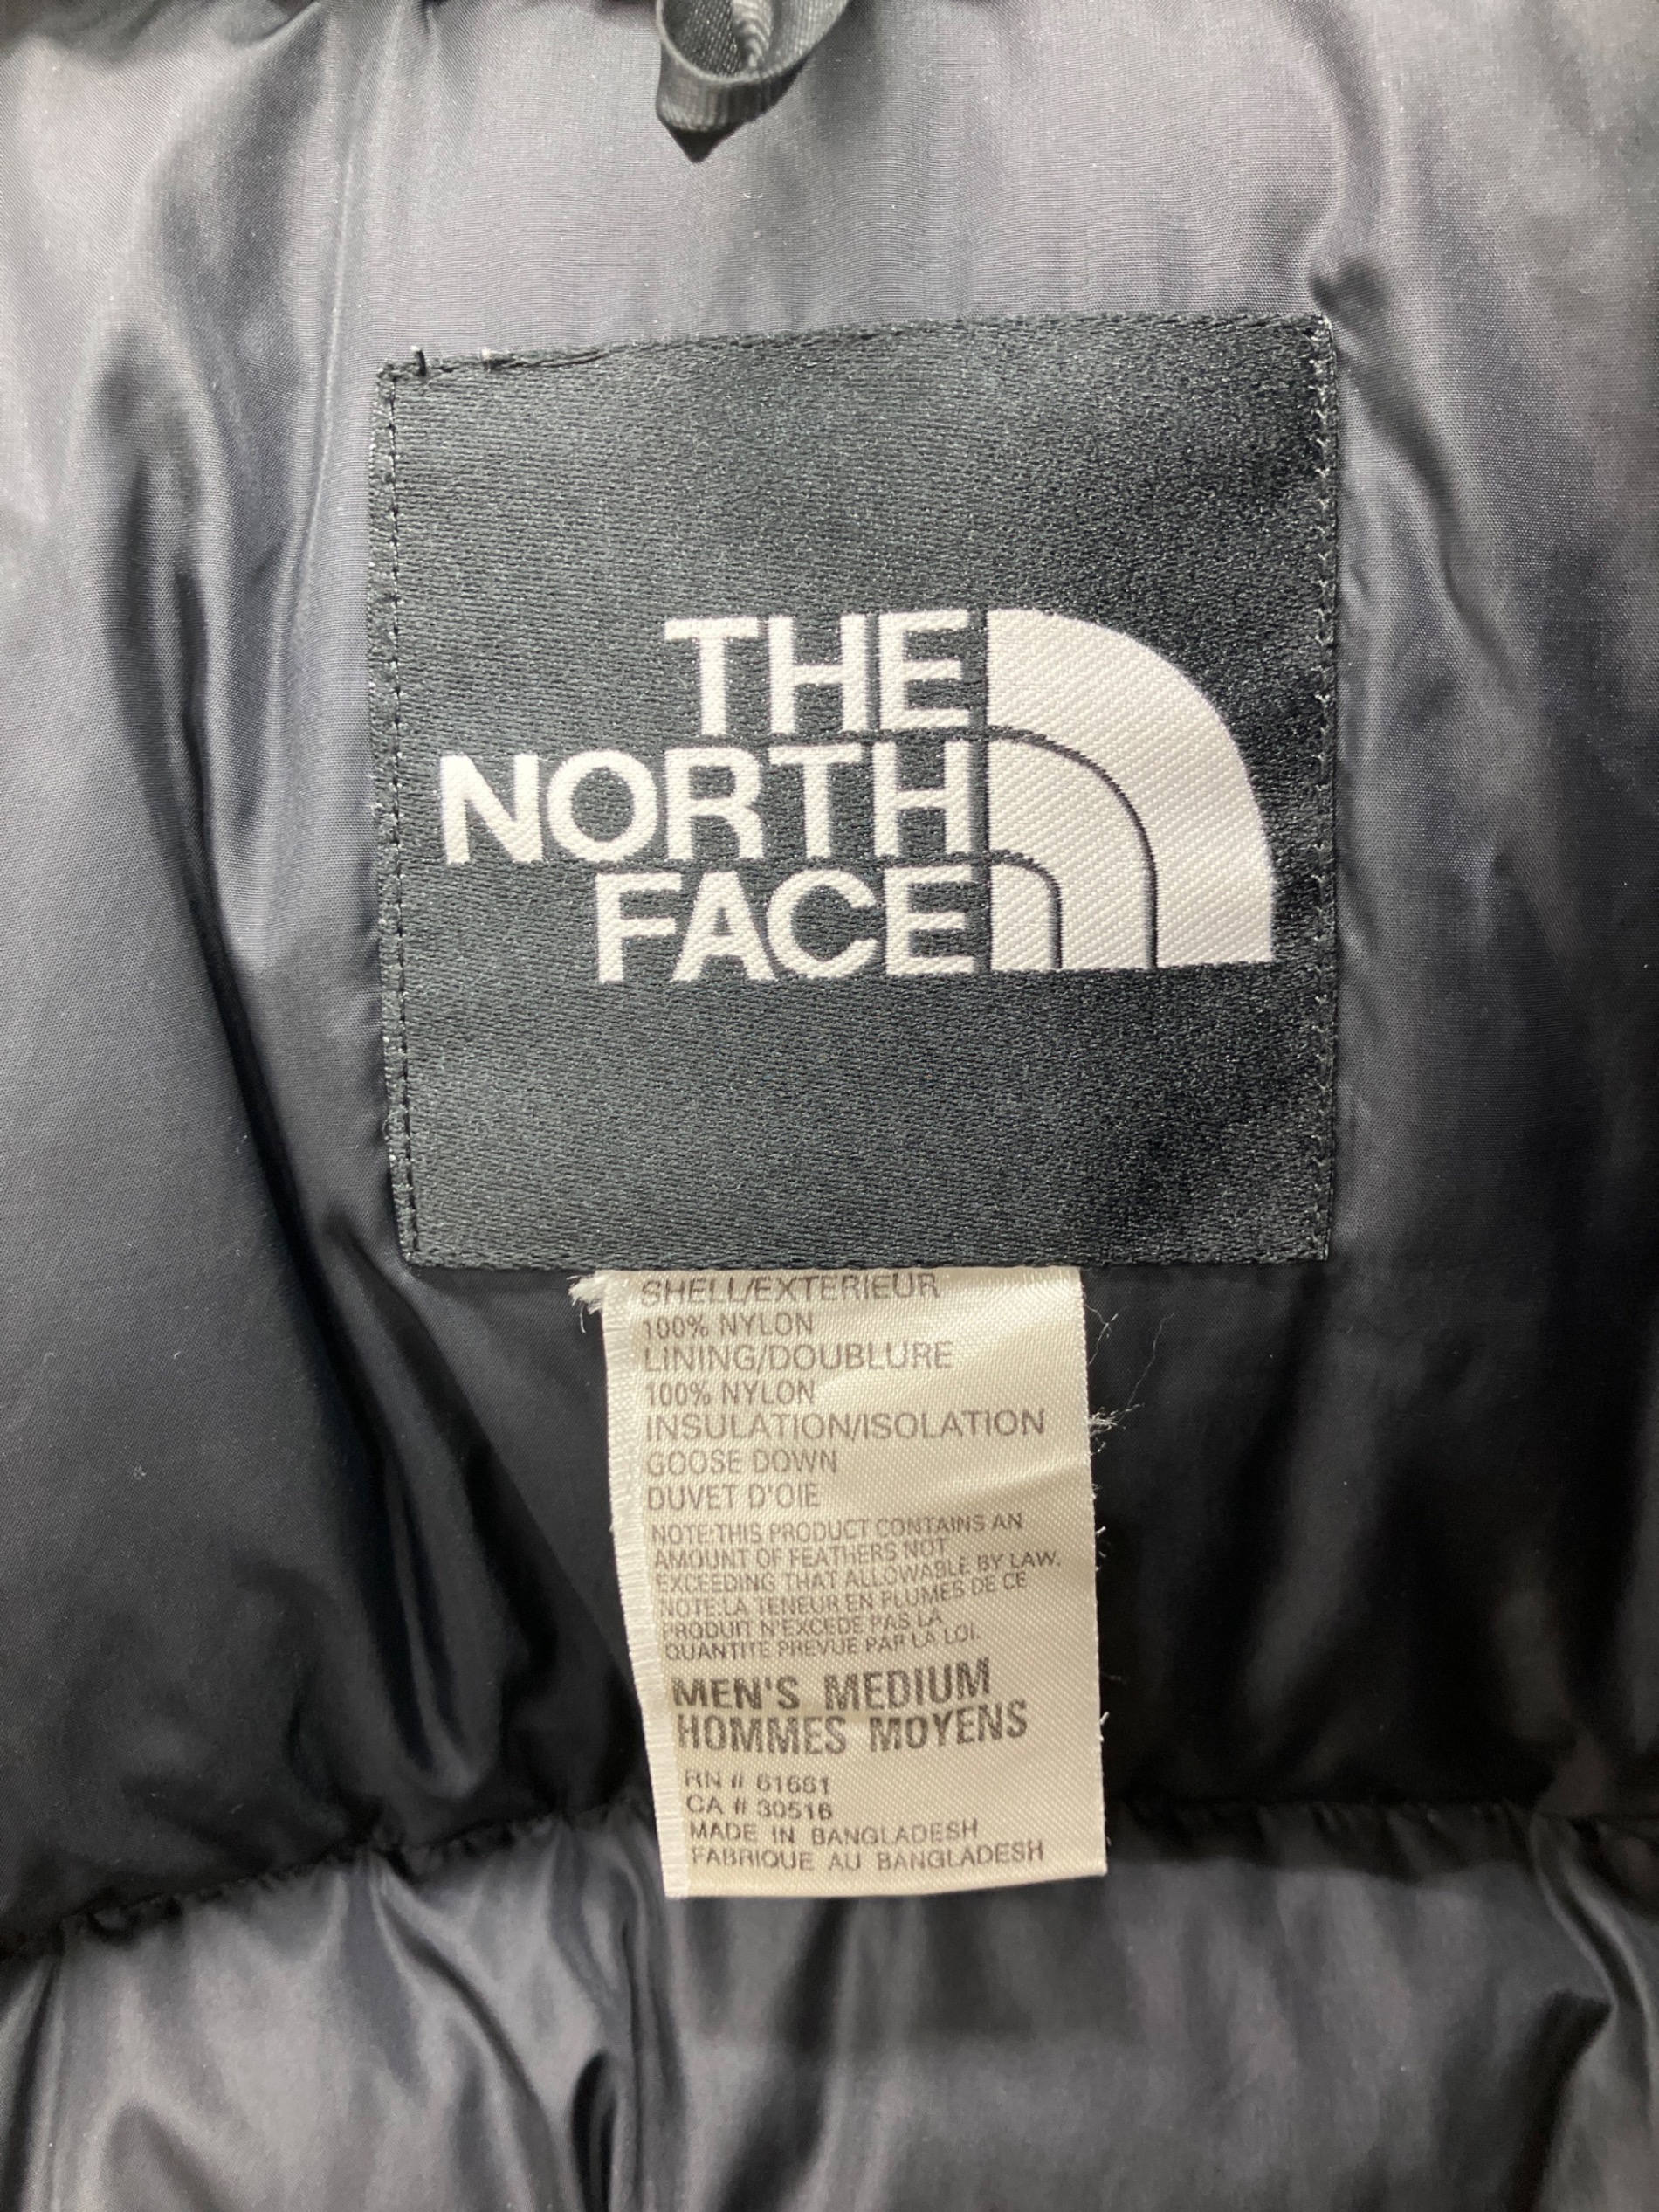 THE
NORTH
FACE
SHELL/EXTERIEUR
100% NYLON
LINING/DOUBLURE
100% NYLON
INSULATION/ISOLATION
GOOSE DOWN
DUVET D'OIE
NOTE:THIS PRODUCT CONTAINS AN
AMOUNT OF FEATHERS NOT
EXCEEDING THAT ALLOWABLE BY LAW.
NOTE:LA TENEUR EN PLUMES DE CE
PRODUIT N'EXCEDE PAS LA
QUANTITE PREVUE PAR LA LOI.
MEN'S MEDIUM
HOMMES MOYENS
RN # 61661
CA # 30516
MADE IN BANGLADESH
FABRIQUE AU BANGLADESH